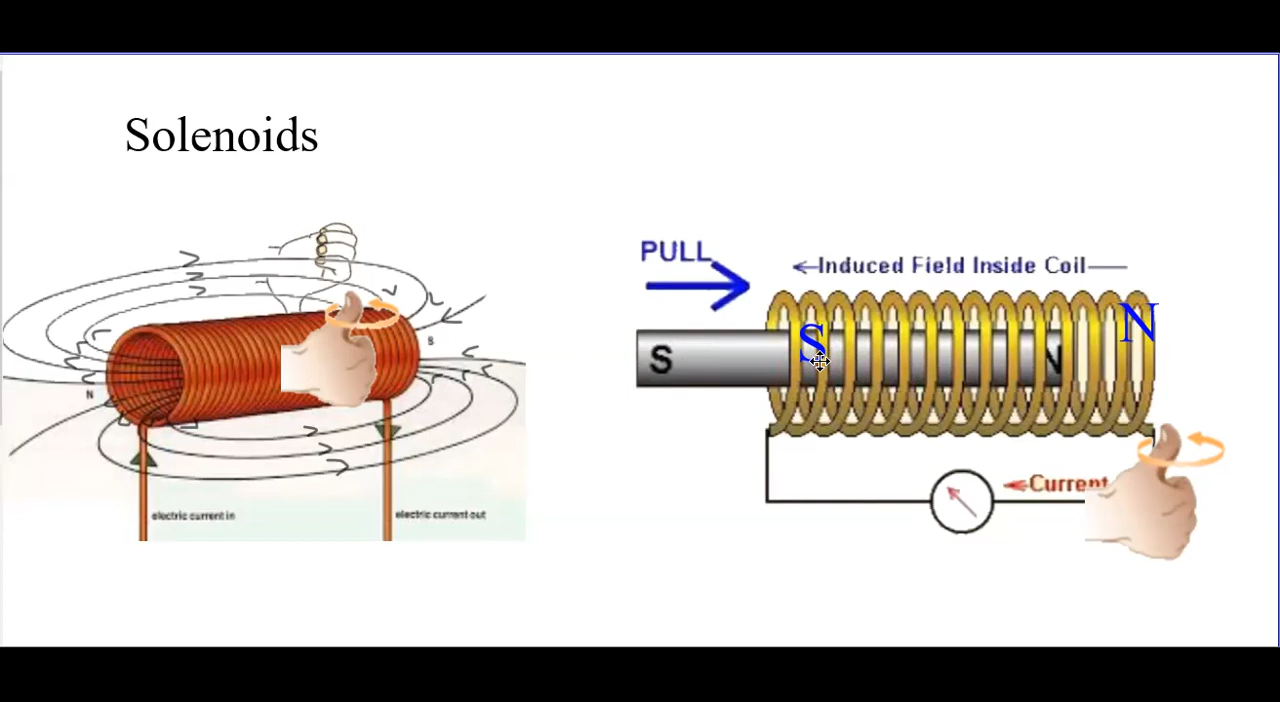 Solenoids
N
S
electric current in
electric current out
PULL
←Induced Field Inside Coil—
S
S
N
N
Current